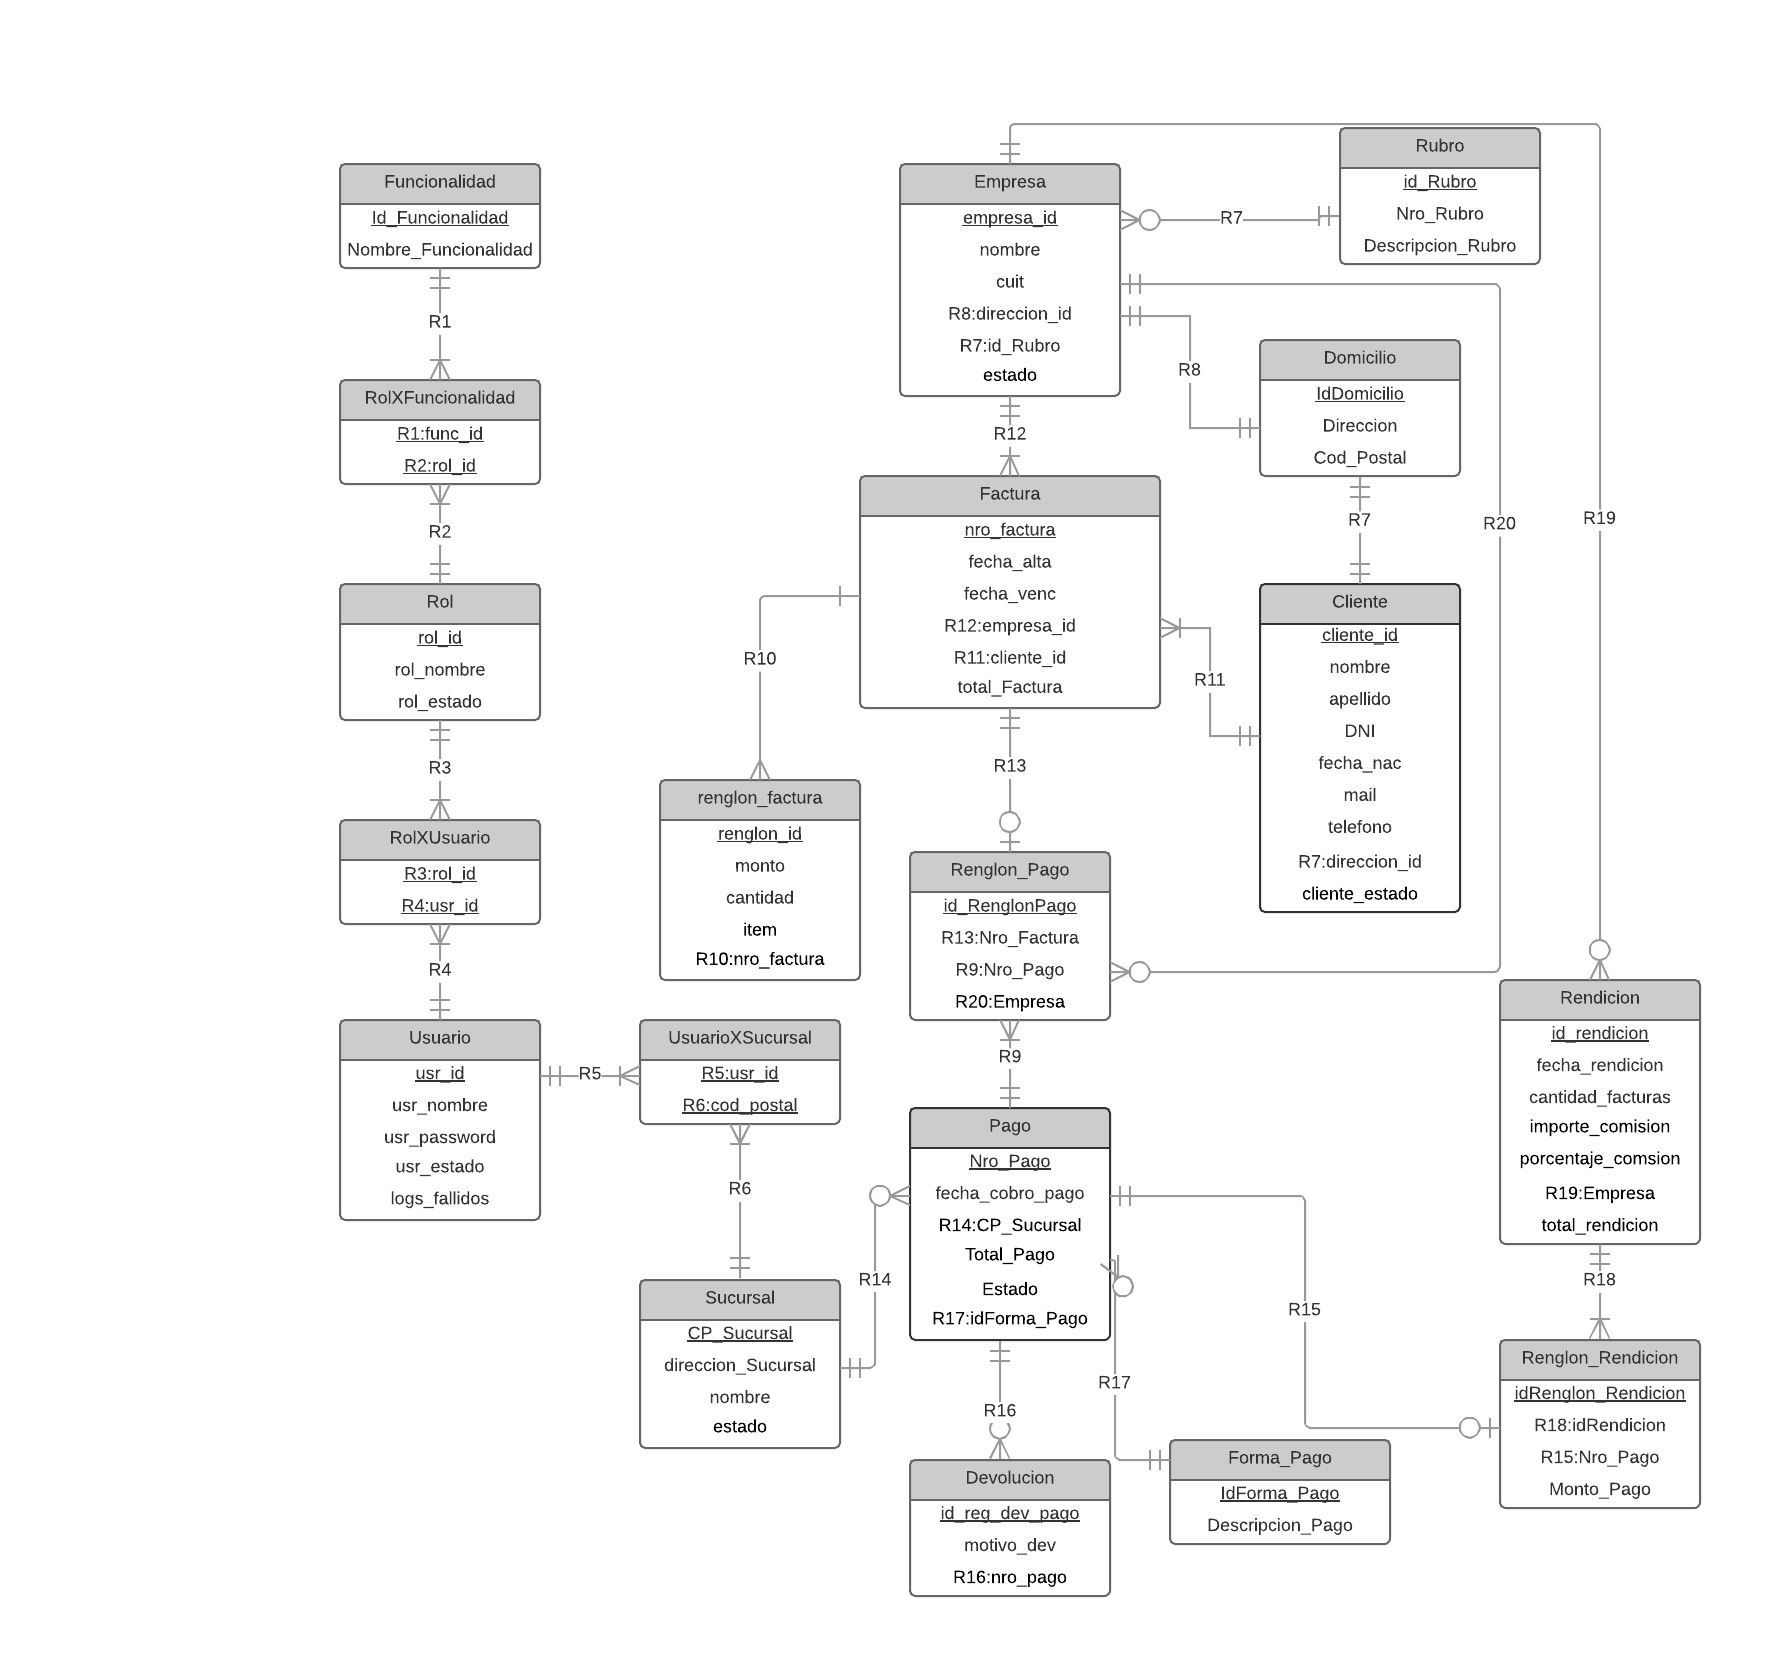 Funcionalidad
Id_Funcionalidad
Nombre_Funcionalidad
R1
RolXFuncionalidad
R1:func_id
R2:rol_id
R2
Rol
rol_id
rol_nombre
rol_estado
R3
RolXUsuario
R3:rol_id
R4:usr_id
R4
Usuario
usr_id
usr_nombre
usr_password
usr_estado
logs_fallidos
R5
UsuarioXSucursal
R5:usr_id
R6:cod_postal
R6
Sucursal
CP_Sucursal
direccion_Sucursal
nombre
estado
R14
Empresa
empresa_id
nombre
cuit
R8:direccion_id
R7:id_Rubro
estado
R7
Rubro
id_Rubro
Nro_Rubro
Descripcion_Rubro
R8
Domicilio
IdDomicilio
Direccion
Cod_Postal
R7
R20
R19
R12
Factura
nro_factura
fecha_alta
fecha_venc
R12:empresa_id
R11:cliente_id
total_Factura
R10
renglon_factura
renglon_id
monto
cantidad
item
R10:nro_factura
R11
Cliente
cliente_id
nombre
apellido
DNI
fecha_nac
mail
telefono
R7:direccion_id
cliente_estado
R13
Renglon_Pago
id_RenglonPago
R13:Nro_Factura
R9:Nro_Pago
R20:Empresa
R9
Pago
Nro_Pago
fecha_cobro_pago
R14:CP_Sucursal
Total_Pago
Estado
R17:idForma_Pago
R16
Devolucion
id_reg_dev_pago
motivo_dev
R16:nro_pago
R17
Forma_Pago
IdForma_Pago
Descripcion_Pago
R15
Rendicion
id_rendicion
fecha_rendicion
cantidad_facturas
importe_comision
porcentaje_comsion
R19:Empresa
total_rendicion
R18
Renglon_Rendicion
idRenglon_Rendicion
R18:idRendicion
R15:Nro_Pago
Monto_Pago